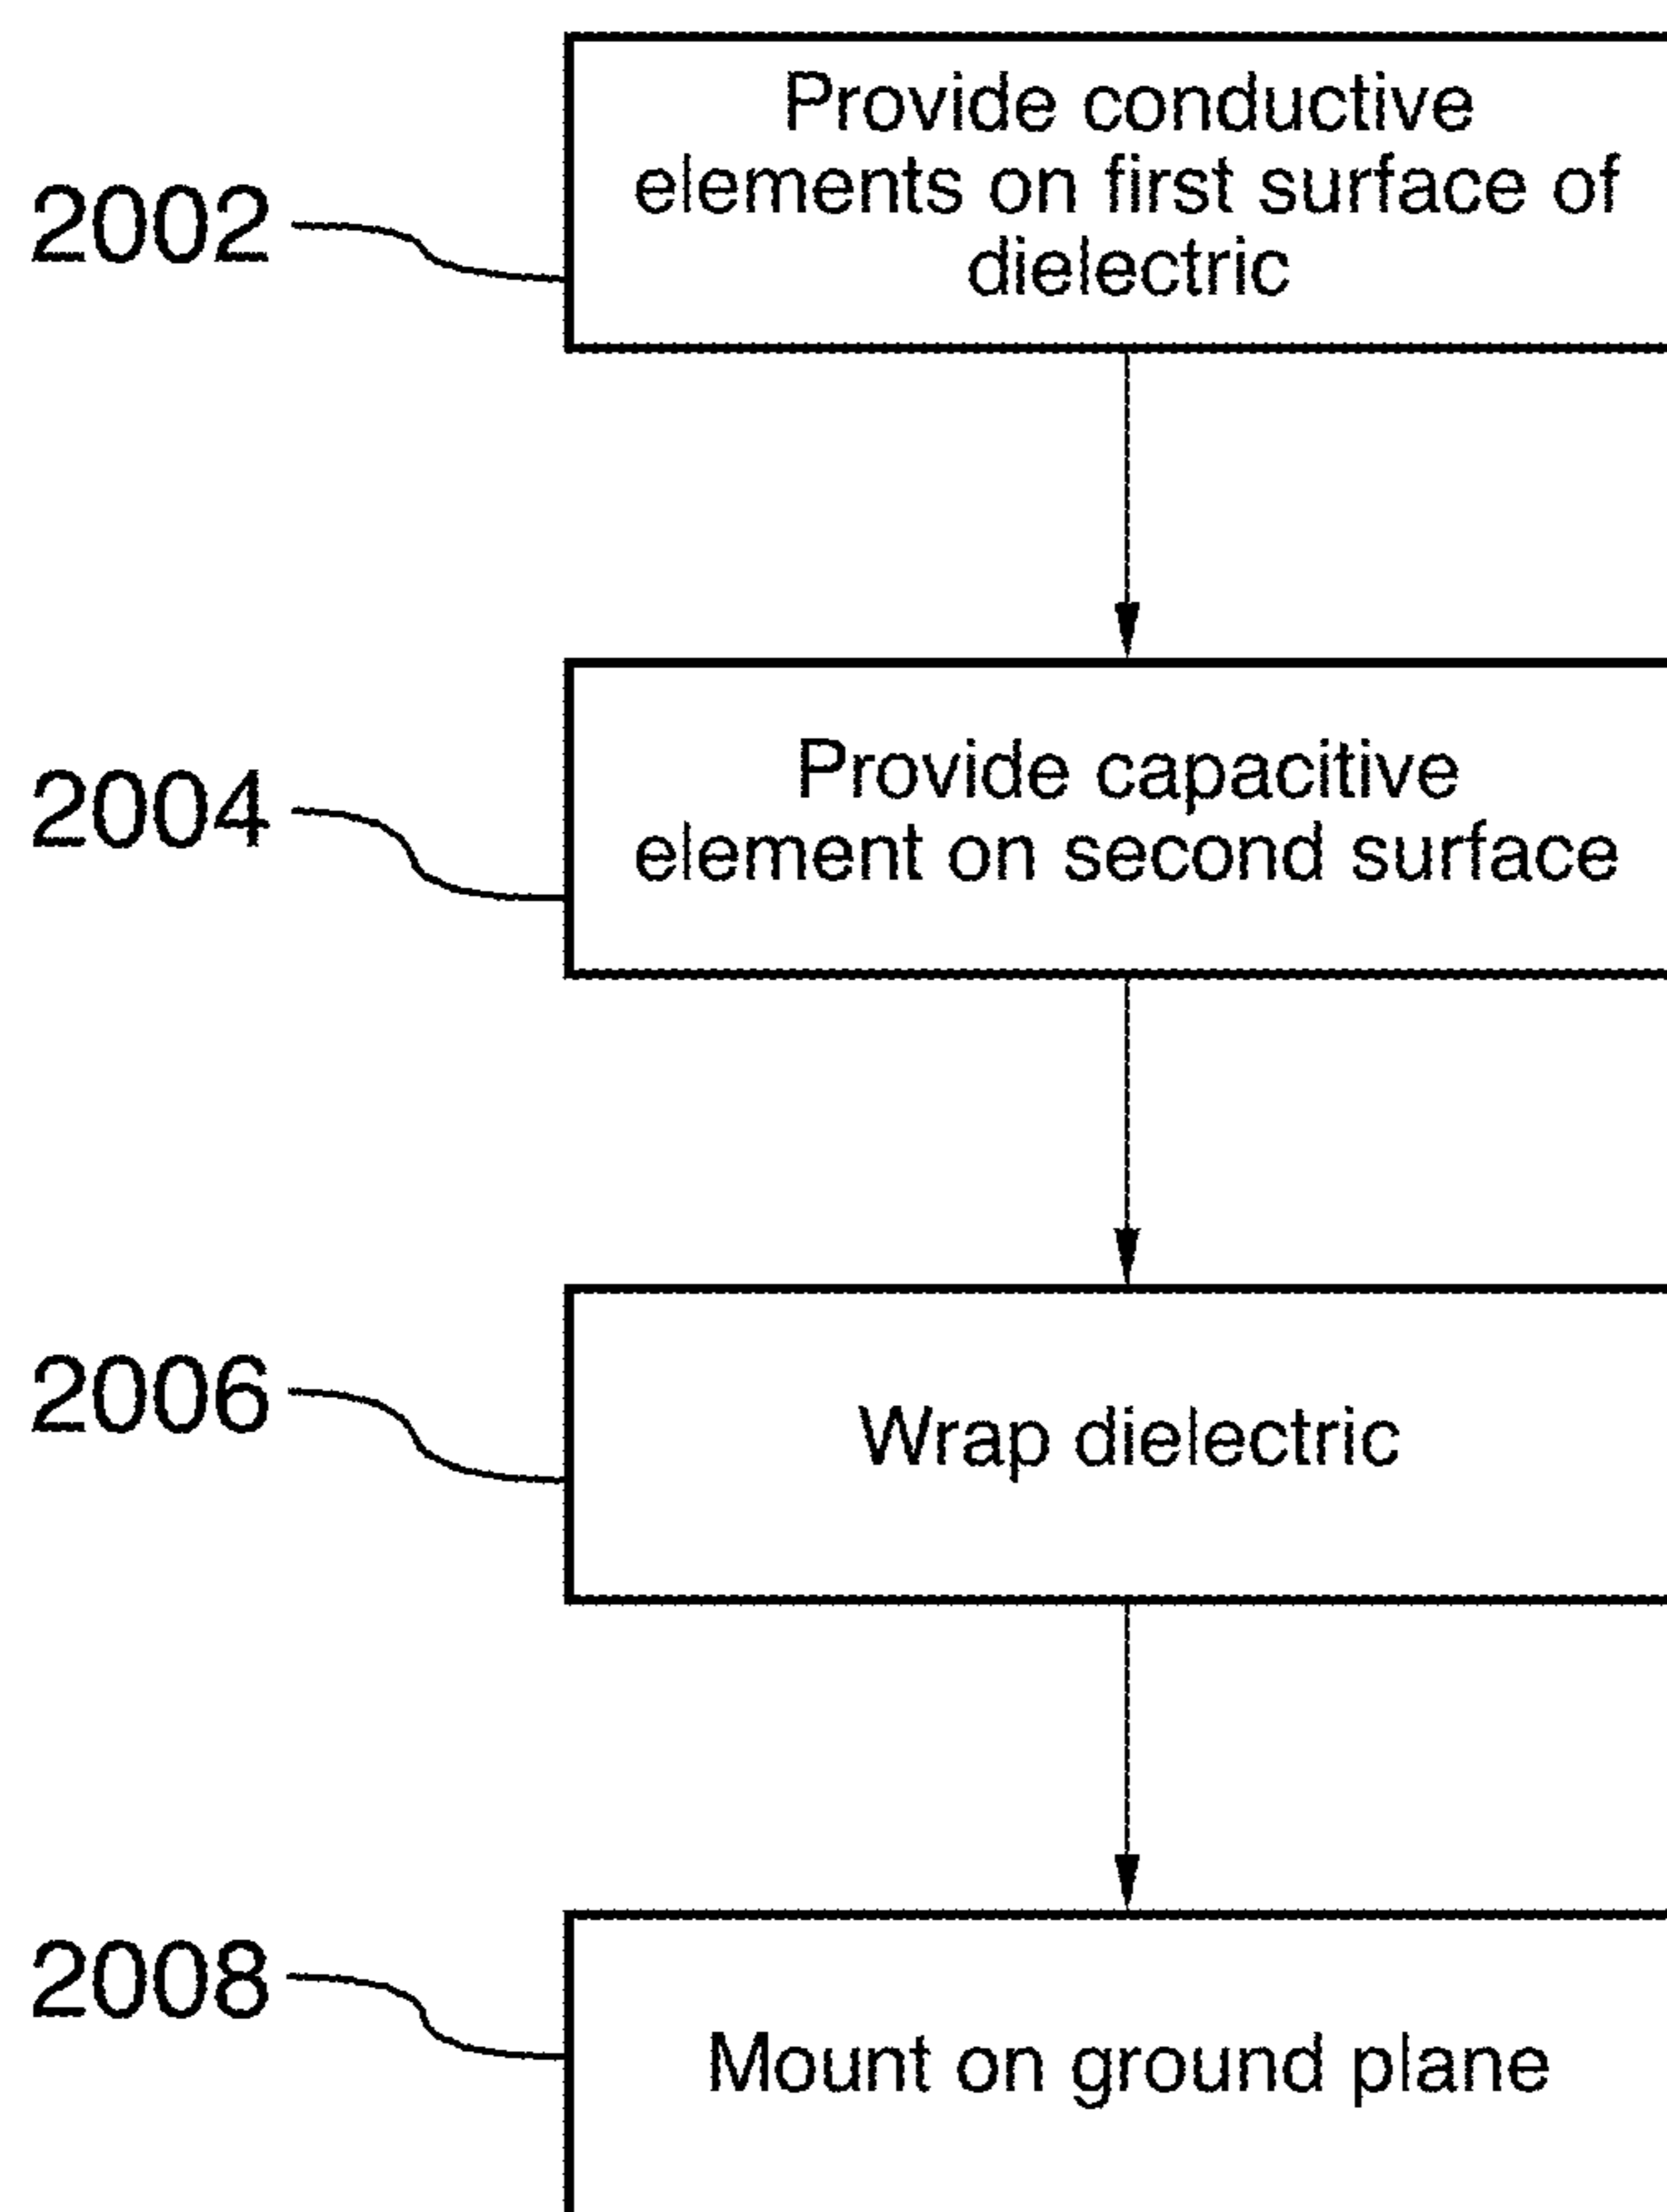 Provide conductive
elements on first surface of
dielectric
2002
Provide capacitive
element on second surface
2004
Wrap dielectric
2006
Mount on ground plane
2008